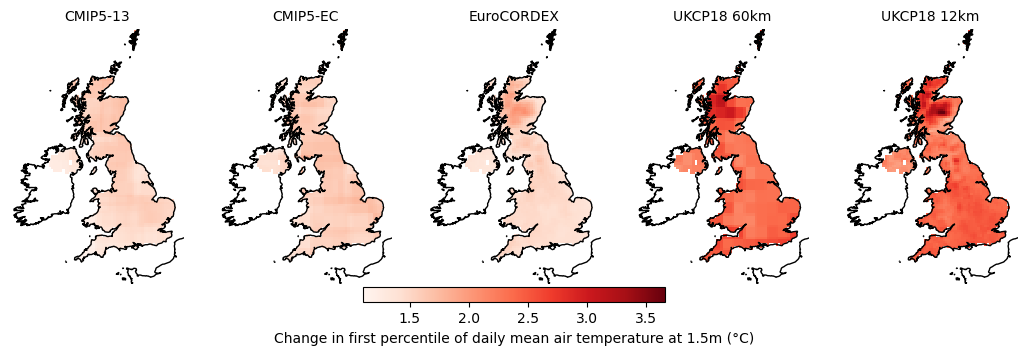 CMIP5-13 CMIP5-EC EuroCORDEX UKCP18 60km UKCP18 12km
1.5 2.0 2.5 3.0 3.5
Change in first percentile of daily mean air temperature at 1.5m (°C)